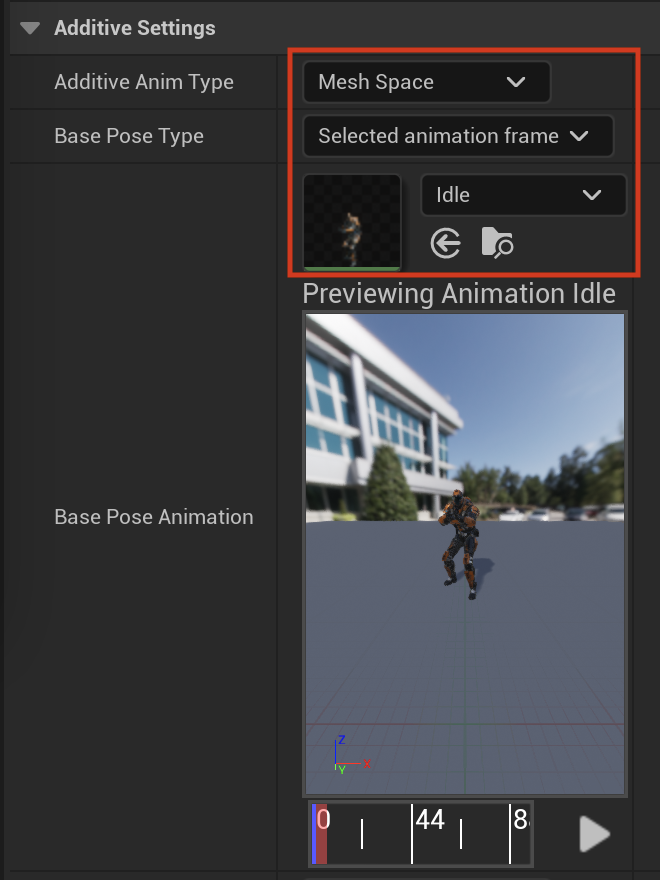 Additive Settings
Additive Anim Type
Mesh Space
Base Pose Type
Selected animation frame
Idle
Previewing Animation Idle
Base Pose Animation
Z
X
Y
0
44
8